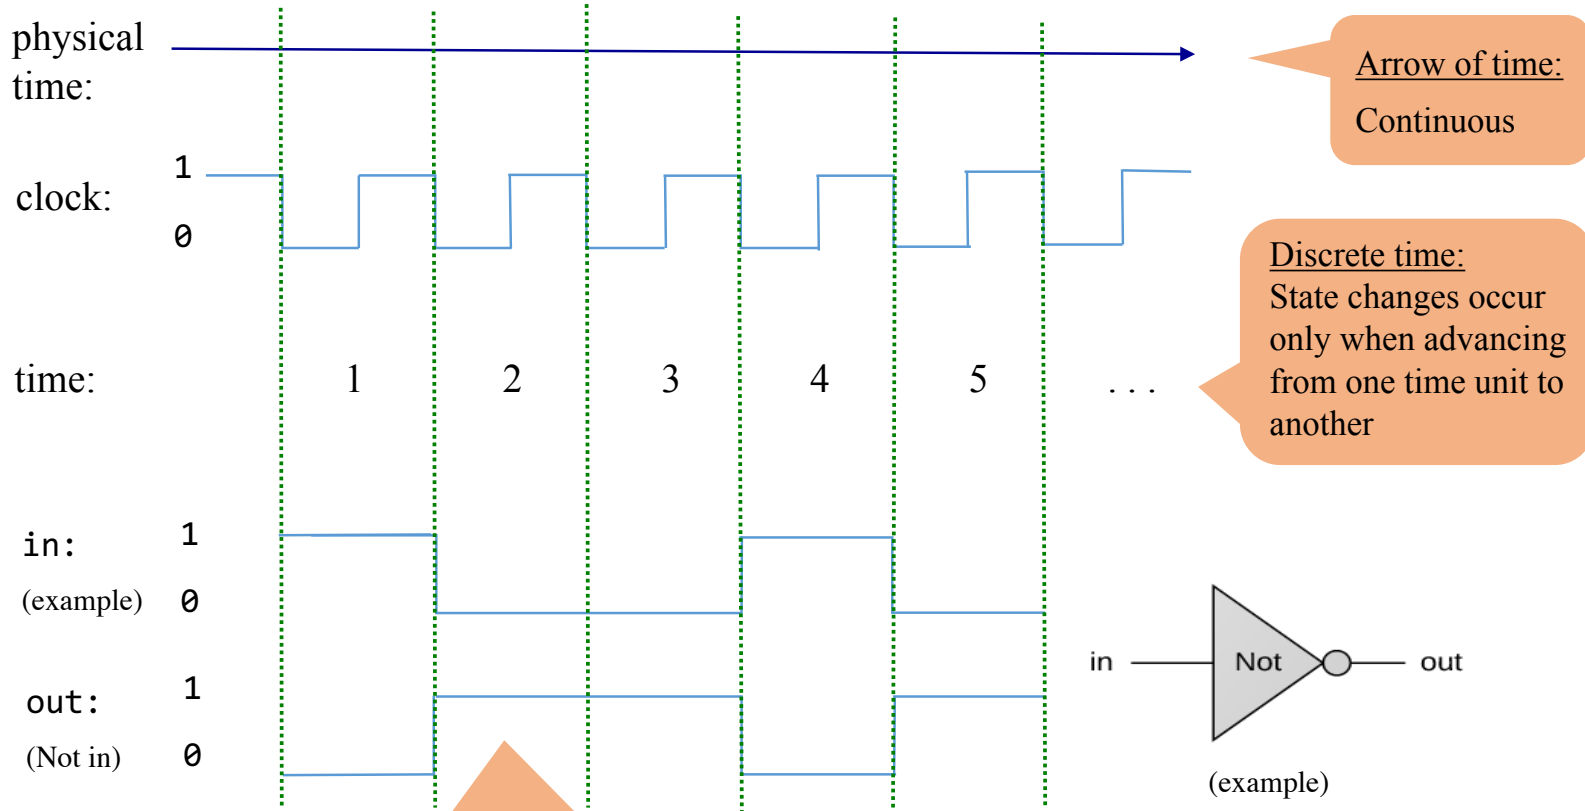 physical
time:
Arrow of time:
Continuous
clock:
1
0
Discrete time:
State changes occur
only when advancing
from one time unit to
another
time: 1 2 3 4 5 . . .
in:
(example)
1
0
out:
(Not in)
1
0
in Not out
(example)